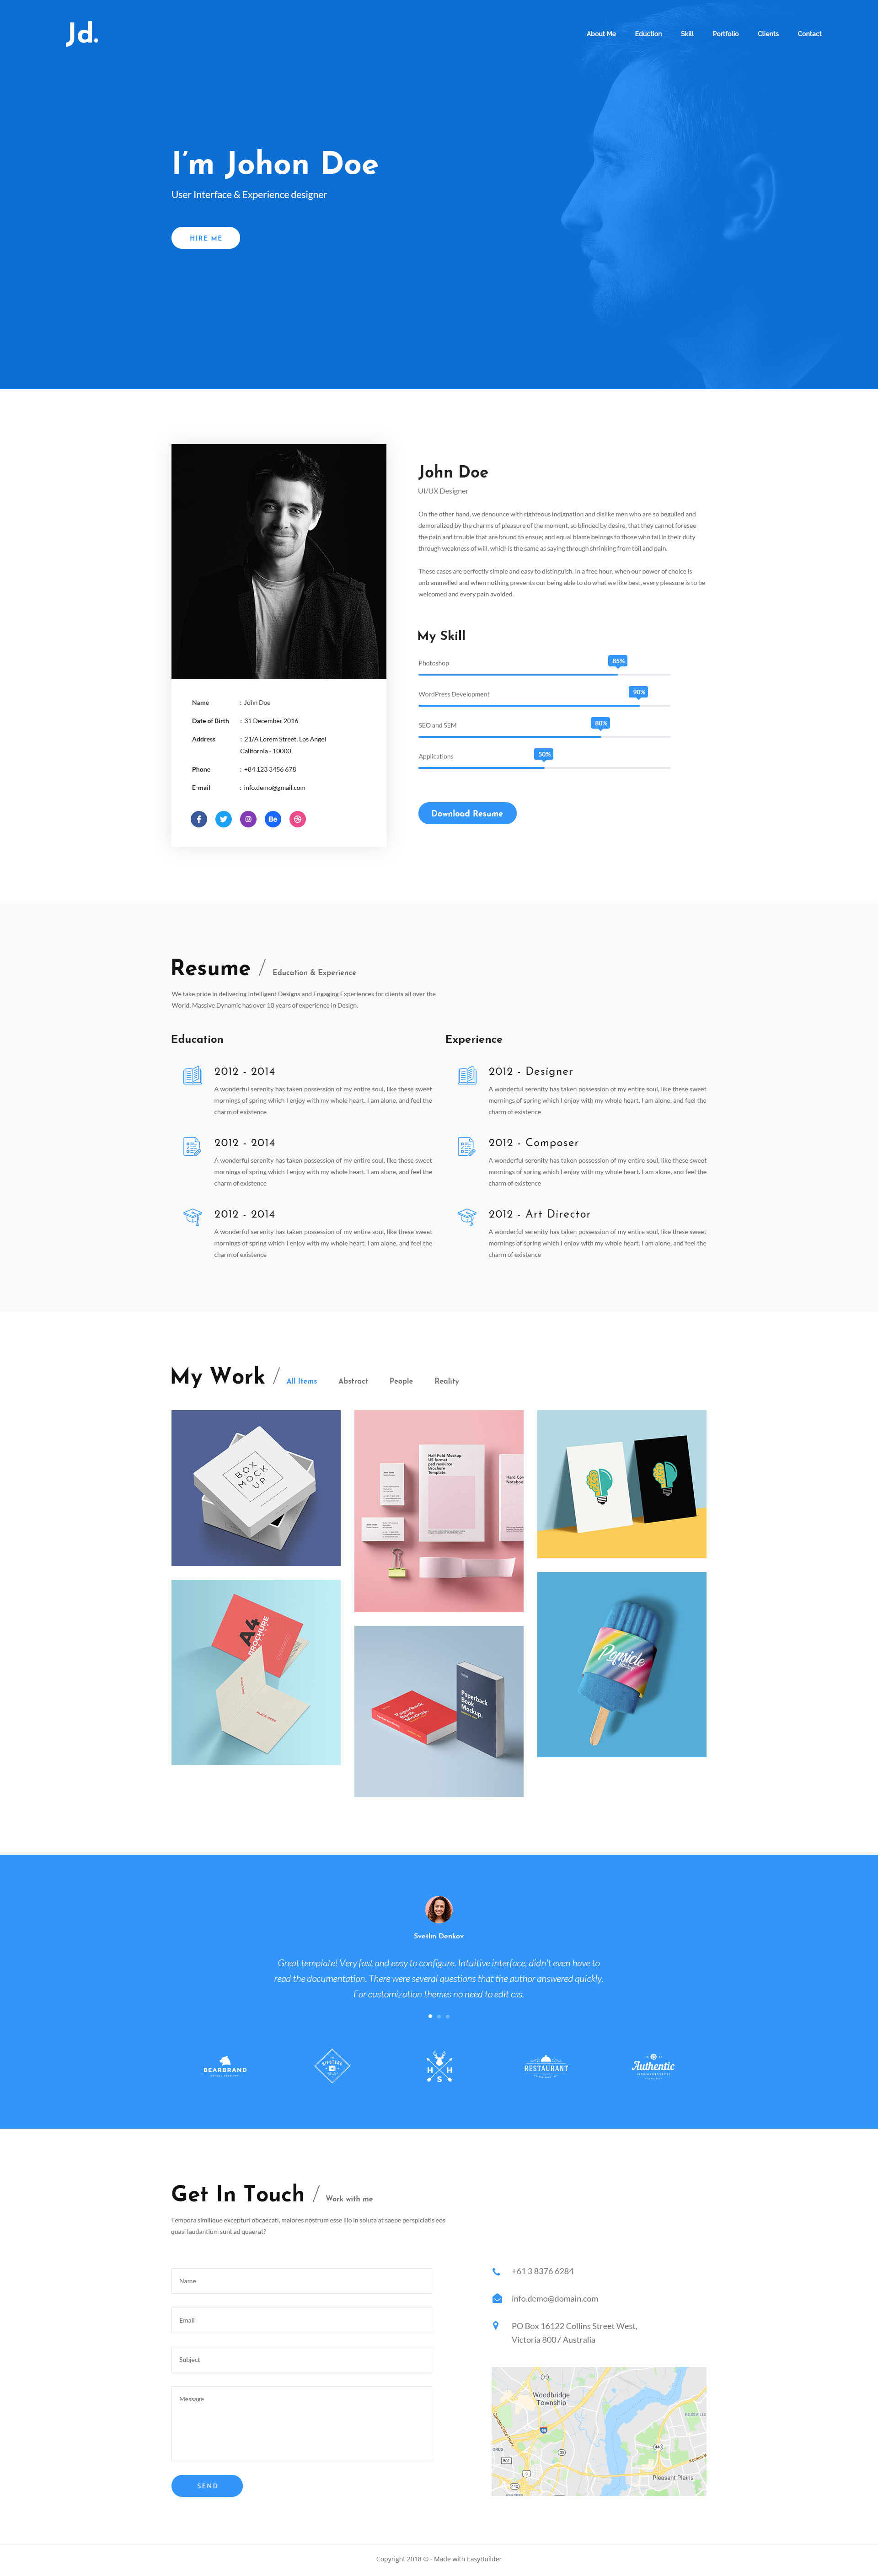 Jd.
About Me Eduction Skill Portfolio Clients Contact
I'm Johon Doe
User Interface & Experience designer
HIRE ME
Name : John Doe
Date of Birth : 31 December 2016
Address : 21/A Lorem Street, Los Angel
California - 10000
Phone : +84 123 3456 678
E-mail : info.demo@gmail.com
Bē
John Doe
UI/UX Designer
On the other hand, we denounce with righteous indignation and dislike men who are so beguiled and
demoralized by the charms of pleasure of the moment, so blinded by desire, that they cannot foresee
the pain and trouble that are bound to ensue; and equal blame belongs to those who fail in their duty
through weakness of will, which is the same as saying through shrinking from toil and pain.
These cases are perfectly simple and easy to distinguish. In a free hour, when our power of choice is
untrammelled and when nothing prevents our being able to do what we like best, every pleasure is to be
welcomed and every pain avoided.
My Skill
Photoshop 85%
WordPress Development 90%
SEO and SEM 80%
Applications 50%
Download Resume
Resume / Education & Experience
We take pride in delivering Intelligent Designs and Engaging Experiences for clients all over the
World. Massive Dynamic has over 10 years of experience in Design.
Education
2012 - 2014
A wonderful serenity has taken possession of my entire soul, like these sweet
mornings of spring which I enjoy with my whole heart. I am alone, and feel the
charm of existence
2012 - 2014
A wonderful serenity has taken possession of my entire soul, like these sweet
mornings of spring which I enjoy with my whole heart. I am alone, and feel the
charm of existence
2012 - 2014
A wonderful serenity has taken possession of my entire soul, like these sweet
mornings of spring which I enjoy with my whole heart. I am alone, and feel the
charm of existence
Experience
2012 - Designer
A wonderful serenity has taken possession of my entire soul, like these sweet
mornings of spring which I enjoy with my whole heart. I am alone, and feel the
charm of existence
2012 - Composer
A wonderful serenity has taken possession of my entire soul, like these sweet
mornings of spring which I enjoy with my whole heart. I am alone, and feel the
charm of existence
2012 - Art Director
A wonderful serenity has taken possession of my entire soul, like these sweet
mornings of spring which I enjoy with my whole heart. I am alone, and feel the
charm of existence
My Work / All Items Abstract People Reality
BOX
MOCK
UP
Half Fold Mockup
US format
psd resource
Brochure
Template.
Hard Co
Notebook
A4
BROCHURE
Paperback
Book
Mockup.
Paperback
Book
Mockup.
Popsicle
Svetlin Denkov
Great template! Very fast and easy to configure. Intuitive interface, didn't even have to
read the documentation. There were several questions that the author answered quickly.
For customization themes no need to edit css.
BEARBRAND
HIPSTERS
H H
S
RESTAURANT
Authentic
Get In Touch / Work with me
Tempora similique excepturi obcaecati, maiores nostrum esse illo in soluta at saepe perspiciatis eos
quasi laudantium sunt ad quaerat?
Name
Email
Subject
Message
SEND
+61 3 8376 6284
info.demo@domain.com
PO Box 16122 Collins Street West,
Victoria 8007 Australia
Woodbridge
Township
Pleasant Plains
Copyright 2018 © - Made with EasyBuilder